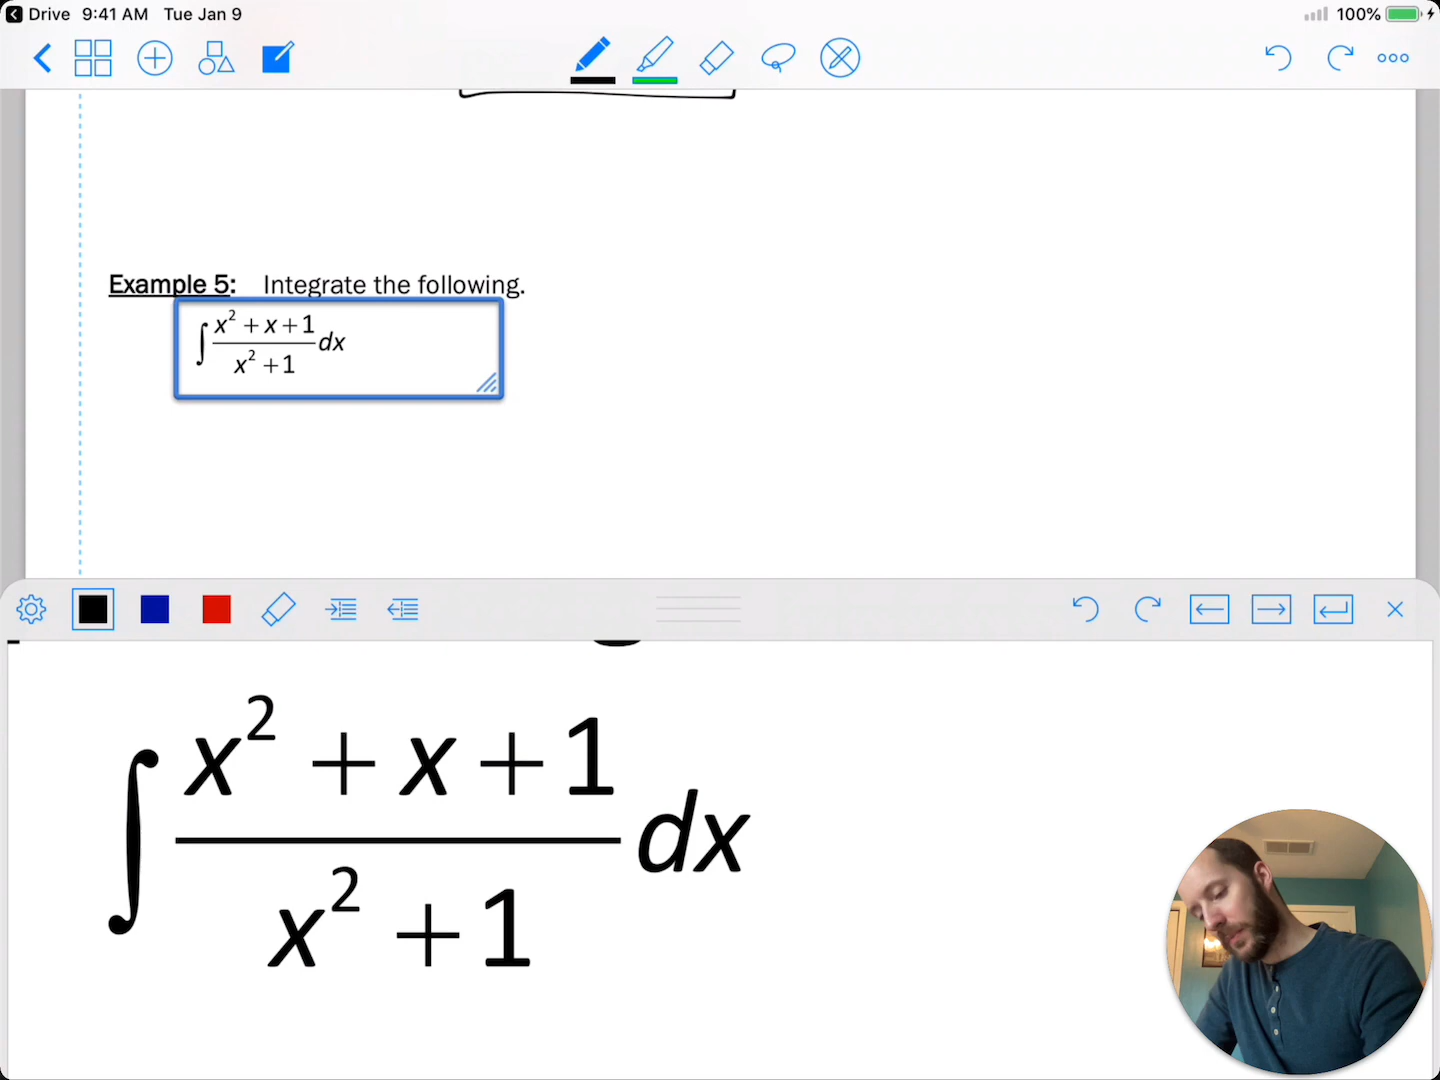 Drive 9:41 AM Tue Jan 9 100%
Example 5: Integrate the following.
∫ (x² + x + 1)/(x² + 1) dx
∫ (x² + x + 1)/(x² + 1) dx